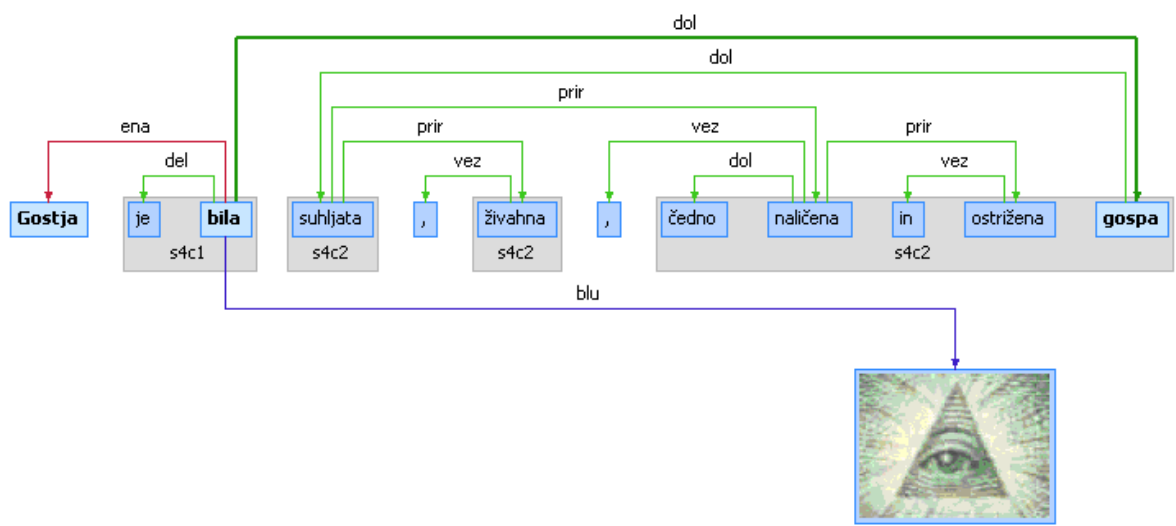 dol
dol
prir
ena prir vez prir
del vez dol vez
Gostja je bila suhljata , živahna , čedno naličena in ostrižena gospa
s4c1 s4c2 s4c2 s4c2
blu